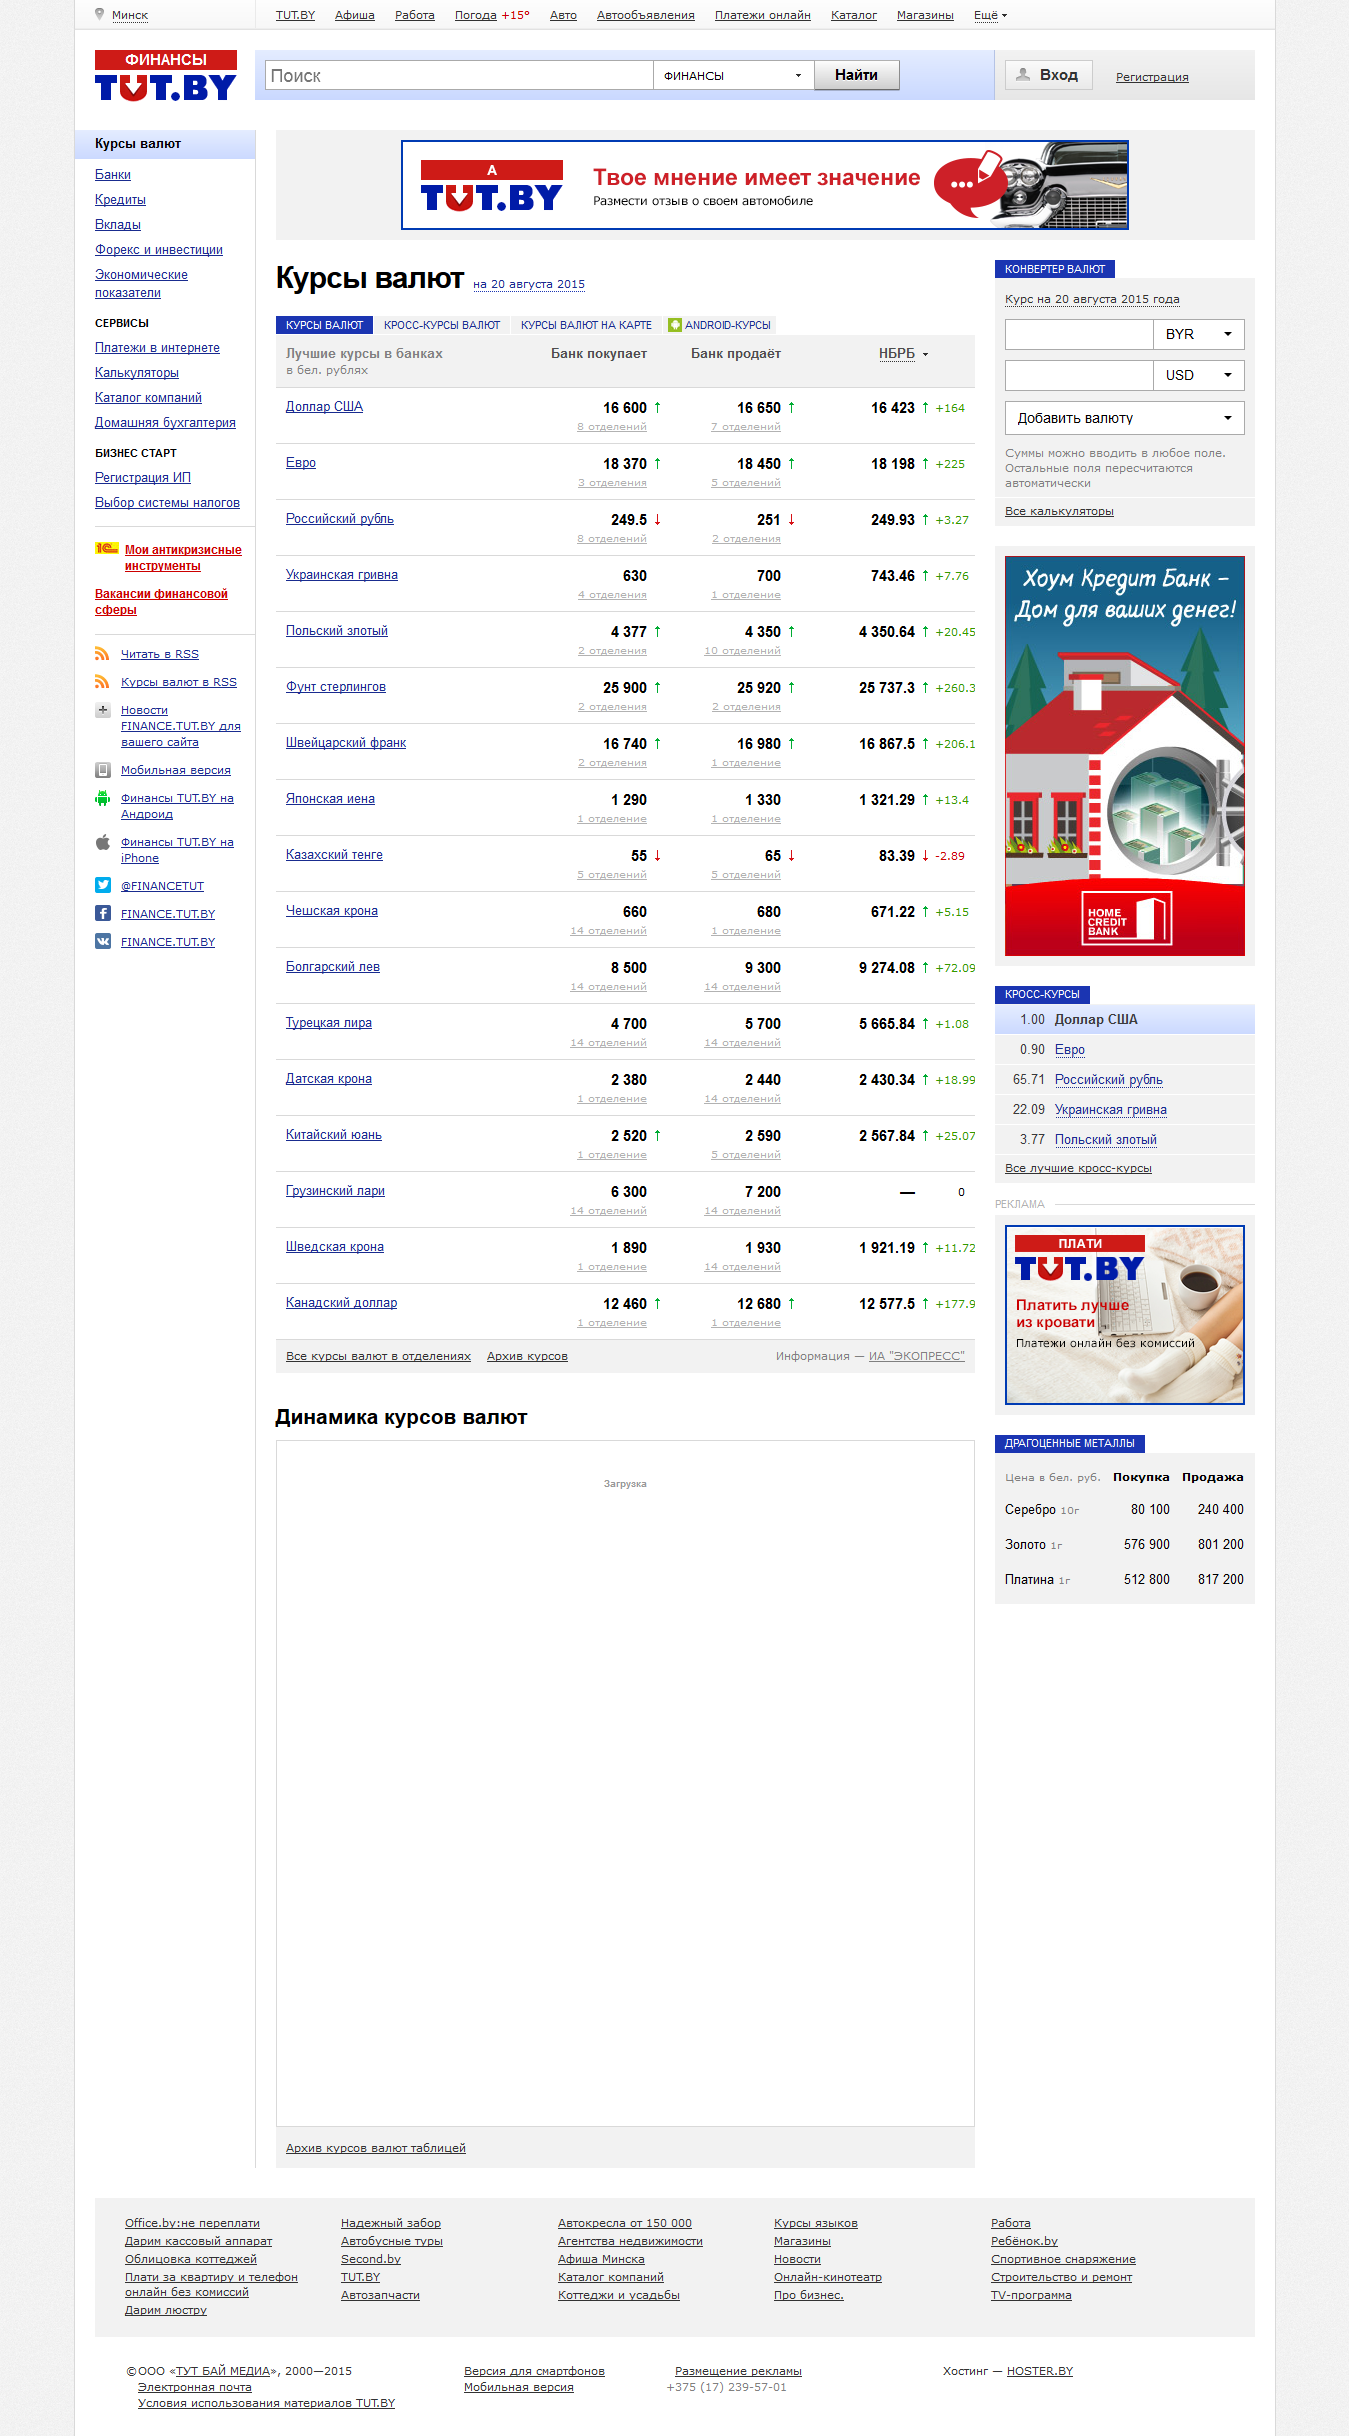 Минск
TUT.BY Афиша Работа Погода +15° Авто Автообъявления Платежи онлайн Каталог Магазины Ещё
ФИНАНСЫ
TUT.BY
Поиск ФИНАНСЫ Найти Вход Регистрация
Курсы валют
Банки
Кредиты
Вклады
Форекс и инвестиции
Экономические
показатели
СЕРВИСЫ
Платежи в интернете
Калькуляторы
Каталог компаний
Домашняя бухгалтерия
БИЗНЕС СТАРТ
Регистрация ИП
Выбор системы налогов
1С Мои антикризисные
инструменты
Вакансии финансовой
сферы
Читать в RSS
Курсы валют в RSS
Новости
FINANCE.TUT.BY для
вашего сайта
Мобильная версия
Финансы TUT.BY на
Андроид
Финансы TUT.BY на
iPhone
@FINANCETUT
FINANCE.TUT.BY
FINANCE.TUT.BY
А
TUT.BY
Твое мнение имеет значение
Размести отзыв о своем автомобиле
Курсы валют на 20 августа 2015
КУРСЫ ВАЛЮТ КРОСС-КУРСЫ ВАЛЮТ КУРСЫ ВАЛЮТ НА КАРТЕ ANDROID-КУРСЫ
Лучшие курсы в банках Банк покупает Банк продаёт НБРБ
в бел. рублях
Доллар США 16 600 ↑ 16 650 ↑ 16 423 ↑ +164
8 отделений 7 отделений
Евро 18 370 ↑ 18 450 ↑ 18 198 ↑ +225
3 отделения 5 отделений
Российский рубль 249.5 ↓ 251 ↓ 249.93 ↑ +3.27
8 отделений 2 отделения
Украинская гривна 630 700 743.46 ↑ +7.76
4 отделения 1 отделение
Польский злотый 4 377 ↑ 4 350 ↑ 4 350.64 ↑ +20.45
2 отделения 10 отделений
Фунт стерлингов 25 900 ↑ 25 920 ↑ 25 737.3 ↑ +260.3
2 отделения 2 отделения
Швейцарский франк 16 740 ↑ 16 980 ↑ 16 867.5 ↑ +206.1
2 отделения 1 отделение
Японская иена 1 290 1 330 1 321.29 ↑ +13.4
1 отделение 1 отделение
Казахский тенге 55 ↓ 65 ↓ 83.39 ↓ -2.89
5 отделений 5 отделений
Чешская крона 660 680 671.22 ↑ +5.15
14 отделений 1 отделение
Болгарский лев 8 500 9 300 9 274.08 ↑ +72.09
14 отделений 14 отделений
Турецкая лира 4 700 5 700 5 665.84 ↑ +1.08
14 отделений 14 отделений
Датская крона 2 380 2 440 2 430.34 ↑ +18.99
1 отделение 14 отделений
Китайский юань 2 520 ↑ 2 590 2 567.84 ↑ +25.07
1 отделение 5 отделений
Грузинский лари 6 300 7 200 — 0
14 отделений 14 отделений
Шведская крона 1 890 1 930 1 921.19 ↑ +11.72
1 отделение 14 отделений
Канадский доллар 12 460 ↑ 12 680 ↑ 12 577.5 ↑ +177.9
1 отделение 1 отделение
Все курсы валют в отделениях Архив курсов Информация — ИА "ЭКОПРЕСС"
Динамика курсов валют
Загрузка
Архив курсов валют таблицей
КОНВЕРТЕР ВАЛЮТ
Курс на 20 августа 2015 года
BYR
USD
Добавить валюту
Суммы можно вводить в любое поле.
Остальные поля пересчитаются
автоматически
Все калькуляторы
Хоум Кредит Банк –
Дом для ваших денег!
HOME
CREDIT
BANK
КРОСС-КУРСЫ
1.00 Доллар США
0.90 Евро
65.71 Российский рубль
22.09 Украинская гривна
3.77 Польский злотый
Все лучшие кросс-курсы
РЕКЛАМА
ПЛАТИ
TUT.BY
Платить лучше
из кровати
Платежи онлайн без комиссий
ДРАГОЦЕННЫЕ МЕТАЛЛЫ
Цена в бел. руб. Покупка Продажа
Серебро 10г 80 100 240 400
Золото 1г 576 900 801 200
Платина 1г 512 800 817 200
Office.by:не переплати
Дарим кассовый аппарат
Облицовка коттеджей
Плати за квартиру и телефон
онлайн без комиссий
Дарим люстру
Надежный забор
Автобусные туры
Second.by
TUT.BY
Автозапчасти
Автокресла от 150 000
Агентства недвижимости
Афиша Минска
Каталог компаний
Коттеджи и усадьбы
Курсы языков
Магазины
Новости
Онлайн-кинотеатр
Про бизнес.
Работа
Ребёнок.by
Спортивное снаряжение
Строительство и ремонт
TV-программа
© ООО «ТУТ БАЙ МЕДИА», 2000—2015
Электронная почта
Условия использования материалов TUT.BY
Версия для смартфонов
Мобильная версия
Размещение рекламы
+375 (17) 239-57-01
Хостинг — HOSTER.BY